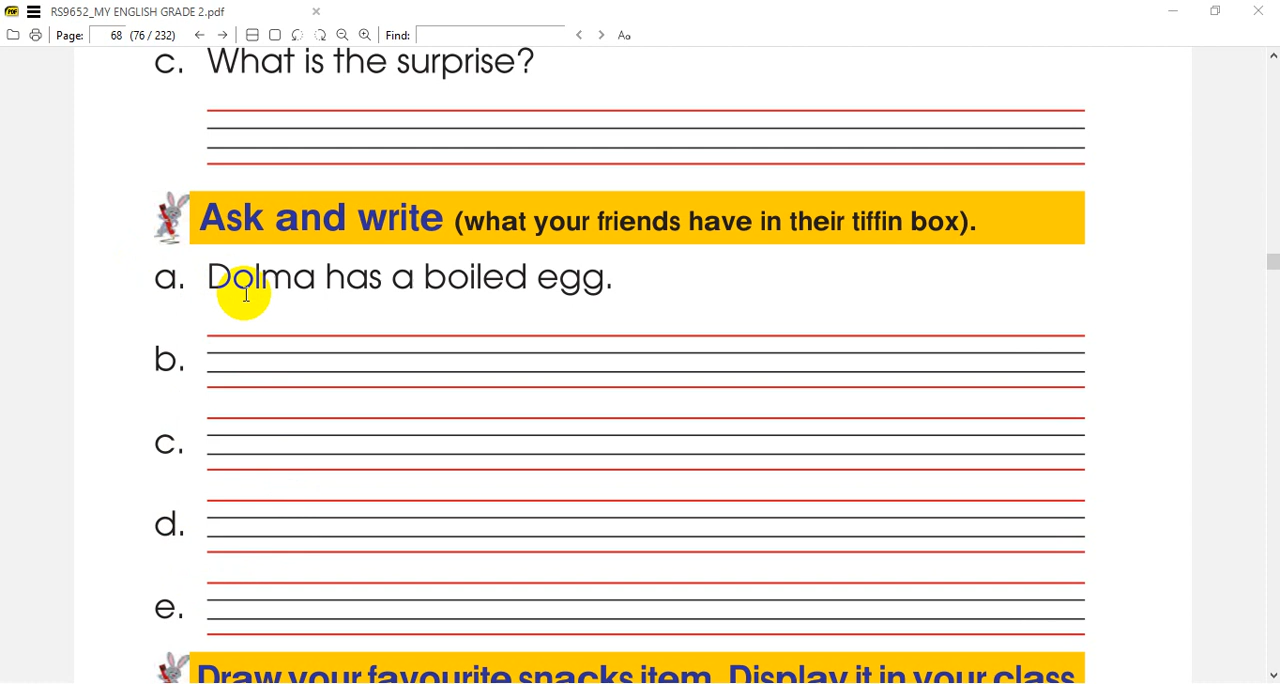 RS9652_MY ENGLISH GRADE 2.pdf
Page: 68 (76 / 232) Find: Aa
c. What is the surprise?
Ask and write (what your friends have in their tiffin box).
a. Dolma has a boiled egg.
b.
c.
d.
e.
Draw your favourite snacks item. Display it in your class